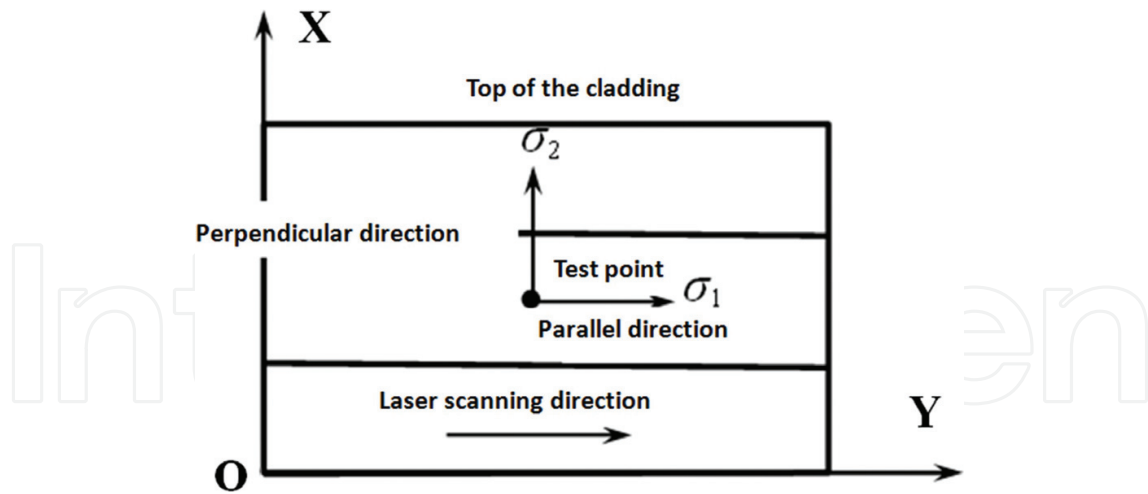 X
Top of the cladding
σ2
Perpendicular direction
Test point
σ1
Parallel direction
Laser scanning direction
Y
O